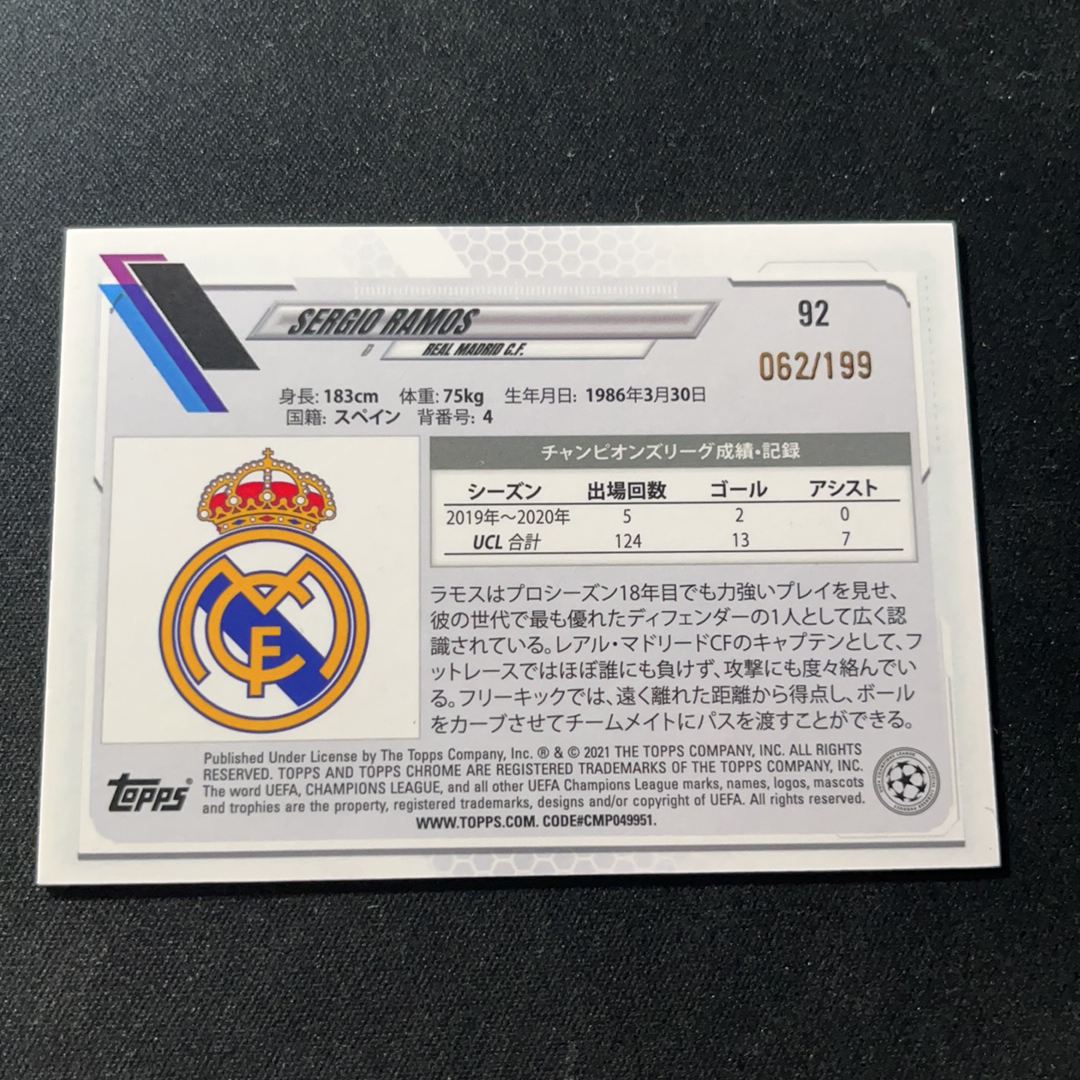 SERGIO RAMOS
92
D REAL MADRID C.F.
062/199
身長: 183cm 体重: 75kg 生年月日: 1986年3月30日
国籍: スペイン 背番号: 4
チャンピオンズリーグ成績・記録
シーズン 出場回数 ゴール アシスト
2019年〜2020年 5 2 0
UCL 合計 124 13 7
ラモスはプロシーズン18年目でも力強いプレイを見せ、
彼の世代で最も優れたディフェンダーの1人として広く認
識されている。レアル・マドリードCFのキャプテンとして、フ
ットレースではほぼ誰にも負けず、攻撃にも度々絡んでい
る。フリーキックでは、遠く離れた距離から得点し、ボール
をカーブさせてチームメイトにパスを渡すことができる。
Published Under License by The Topps Company, Inc. ® & © 2021 THE TOPPS COMPANY, INC. ALL RIGHTS
RESERVED. TOPPS AND TOPPS CHROME ARE REGISTERED TRADEMARKS OF THE TOPPS COMPANY, INC.
The word UEFA, CHAMPIONS LEAGUE, and all other UEFA Champions League marks, names, logos, mascots
and trophies are the property, registered trademarks, designs and/or copyright of UEFA. All rights reserved.
WWW.TOPPS.COM. CODE#CMP049951.
TOPPS®